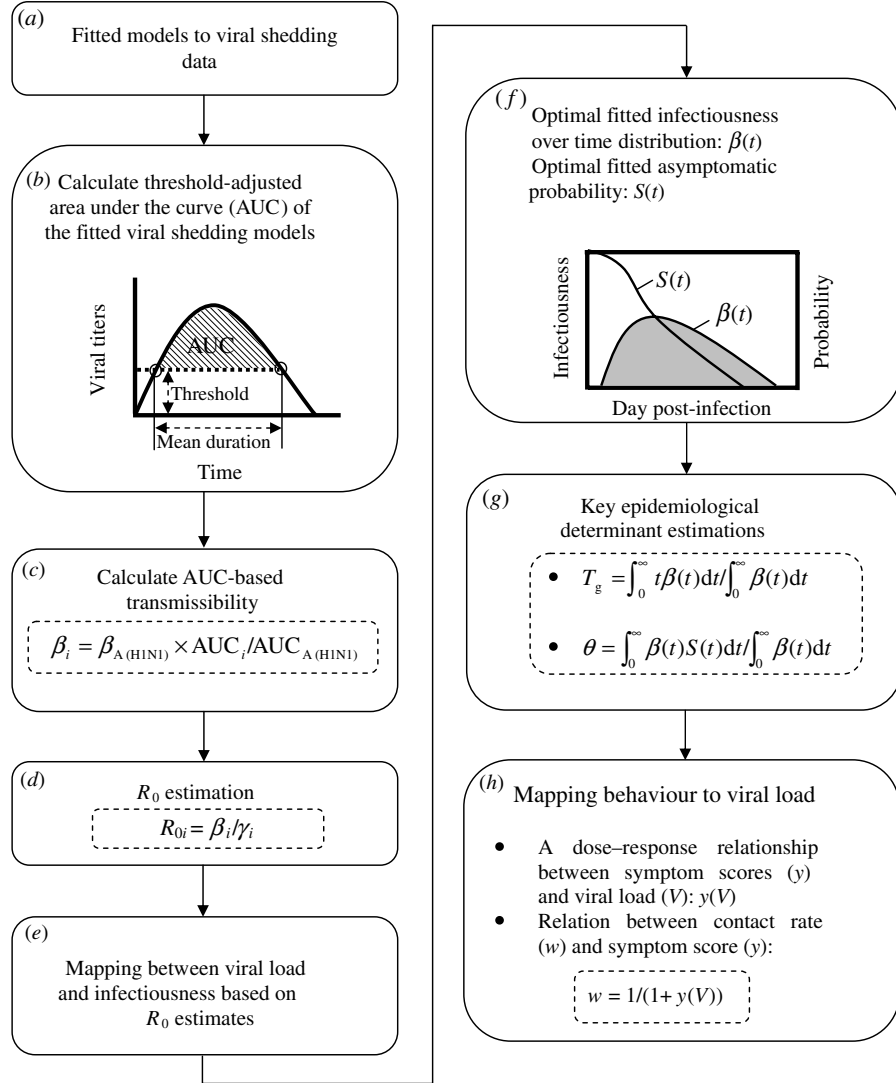 (a)
Fitted models to viral shedding
data
(b) Calculate threshold-adjusted
area under the curve (AUC) of
the fitted viral shedding models
Viral titers
AUC
Threshold
Mean duration
Time
(c)
Calculate AUC-based
transmissibility
β_i = β_A(H1N1) × AUC_i/AUC_A(H1N1)
(d)
R_0 estimation
R_0i = β_i/γ_i
(e)
Mapping between viral load
and infectiousness based on
R_0 estimates
(f)
Optimal fitted infectiousness
over time distribution: β(t)
Optimal fitted asymptomatic
probability: S(t)
Infectiousness
S(t)
β(t)
Probability
Day post-infection
(g)
Key epidemiological
determinant estimations
• T_g = ∫_0^∞ tβ(t)dt/∫_0^∞ β(t)dt
• θ = ∫_0^∞ β(t)S(t)dt/∫_0^∞ β(t)dt
(h)
Mapping behaviour to viral load
• A dose–response relationship
between symptom scores (y)
and viral load (V): y(V)
• Relation between contact rate
(w) and symptom score (y):
w = 1/(1+ y(V))